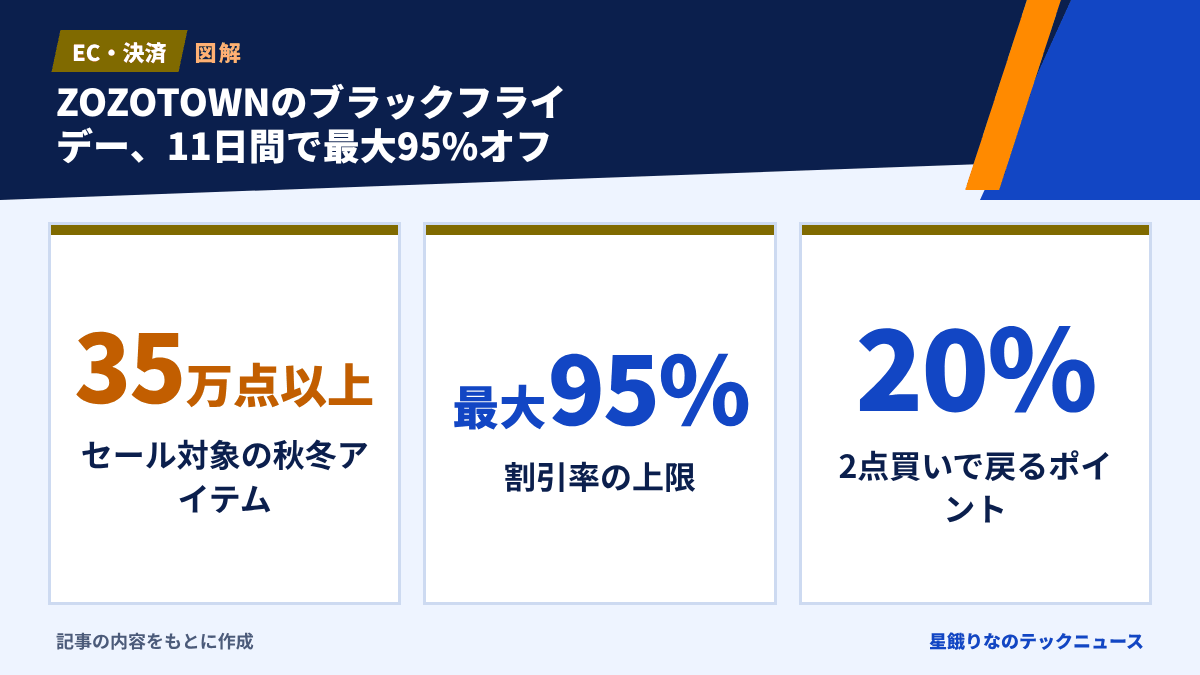 EC・決済
図解
ZOZOTOWNのブラックフライ
デー、11日間で最大95%オフ
35万点以上
セール対象の秋冬ア
イテム
最大95%
割引率の上限
20%
2点買いで戻るポイ
ント
記事の内容をもとに作成
星餓りなのテックニュース